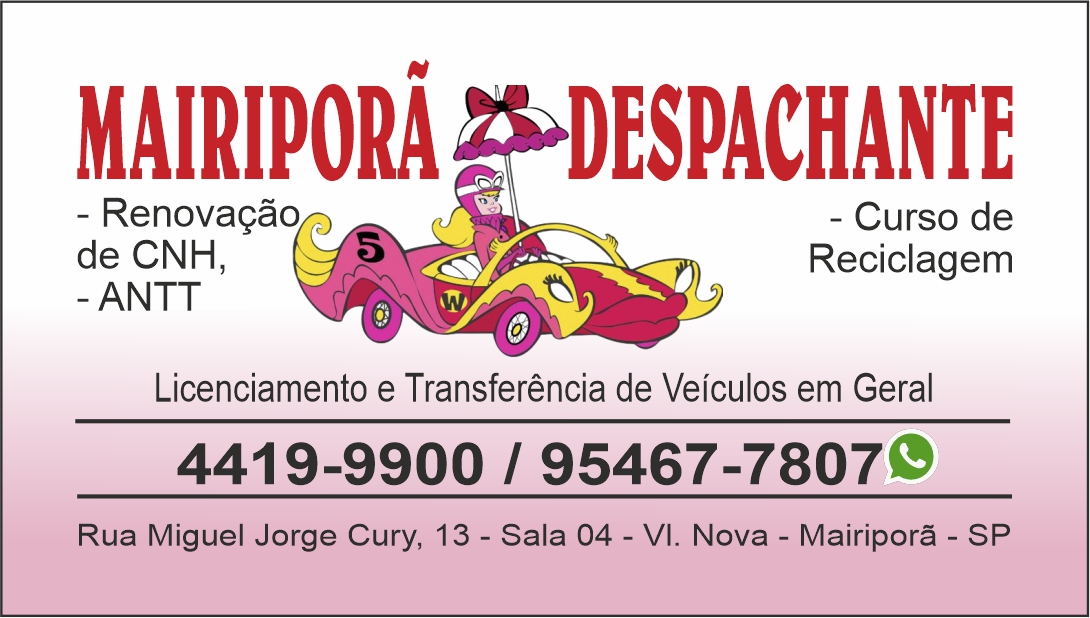 MAIRIPORÃ DESPACHANTE
- Renovação
de CNH,
- ANTT
- Curso de
Reciclagem
5
W
Licenciamento e Transferência de Veículos em Geral
4419-9900 / 95467-7807
Rua Miguel Jorge Cury, 13 - Sala 04 - Vl. Nova - Mairiporã - SP